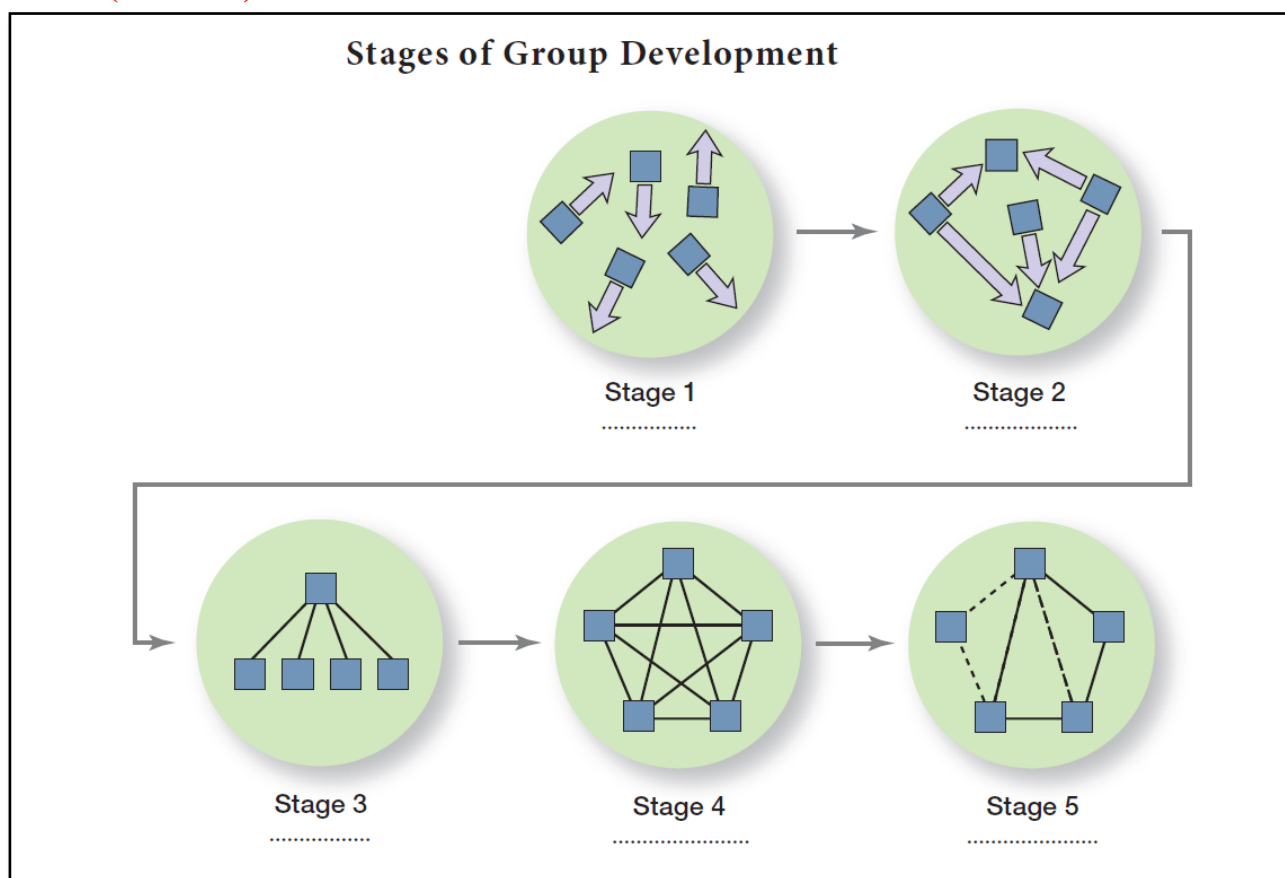 Stages of Group Development
Stage 1
................
Stage 2
...................
Stage 3
.................
Stage 4
.......................
Stage 5
......................